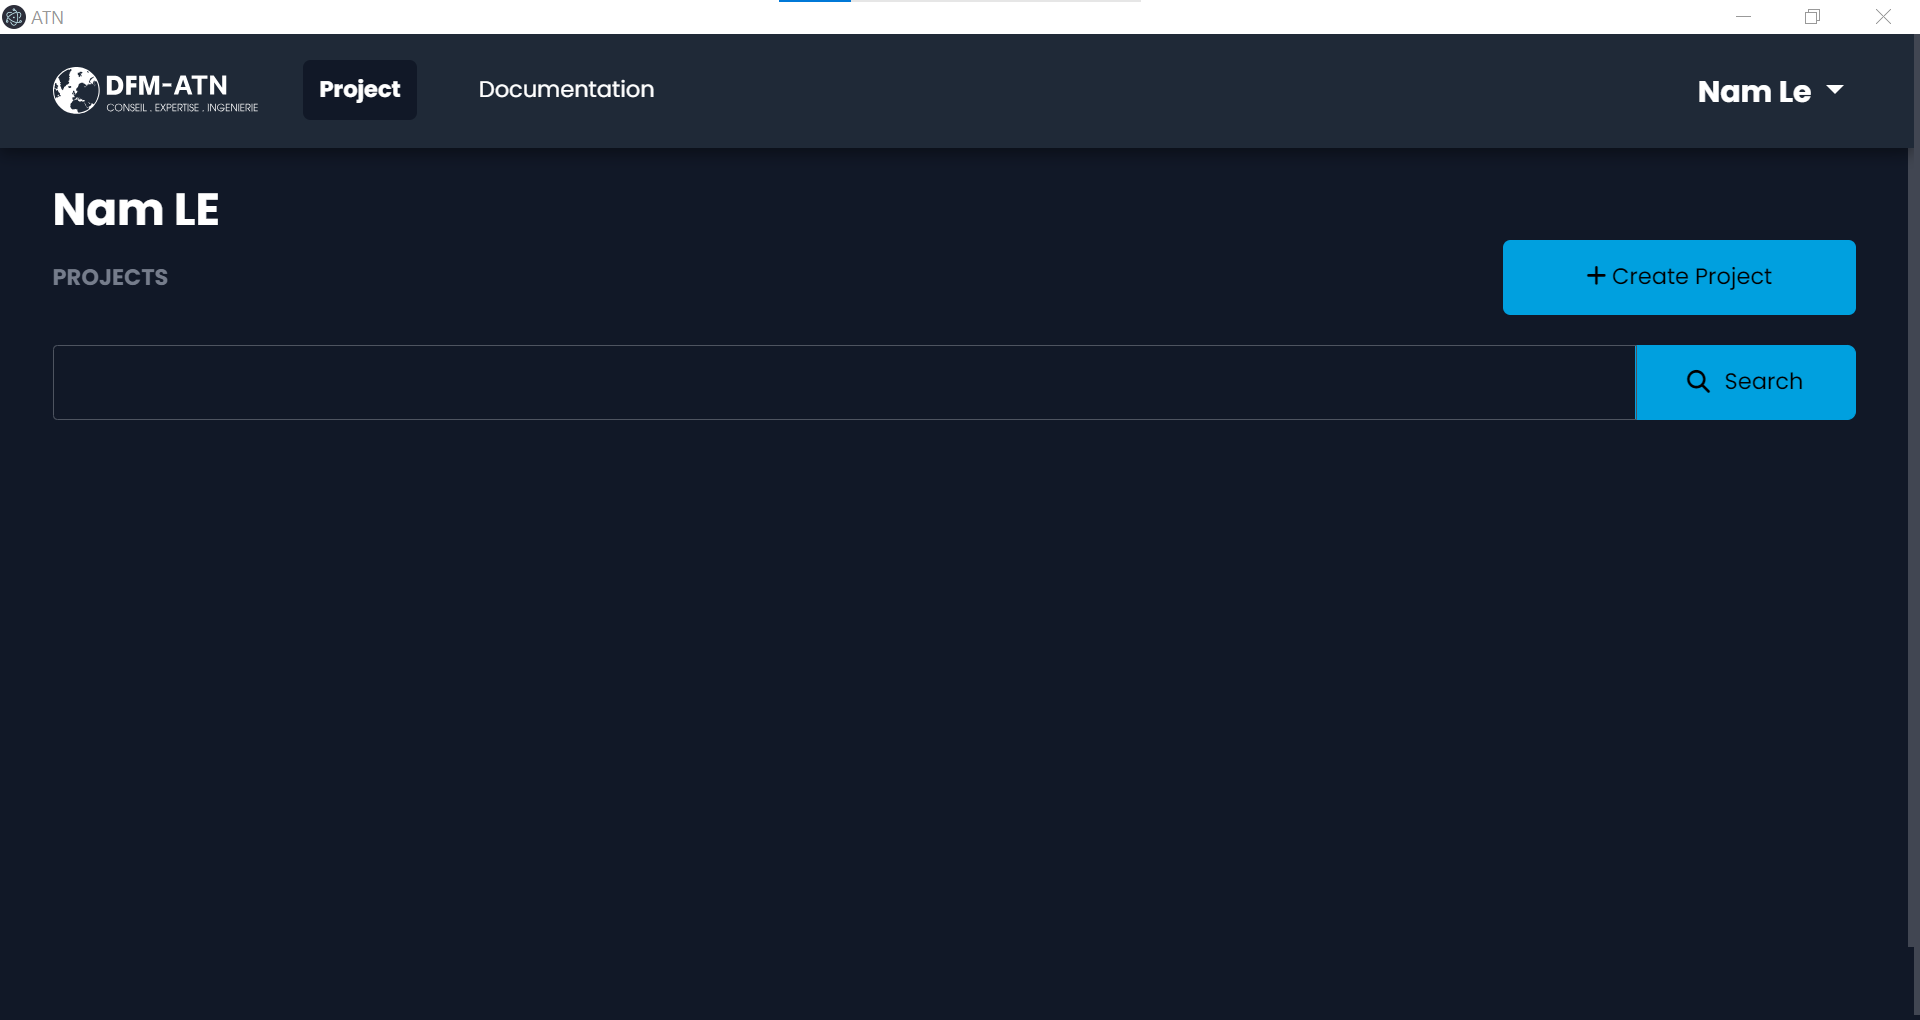 ATN
DFM-ATN
CONSEIL . EXPERTISE . INGENIERIE
Project
Documentation
Nam Le
Nam LE
PROJECTS
+ Create Project
Search